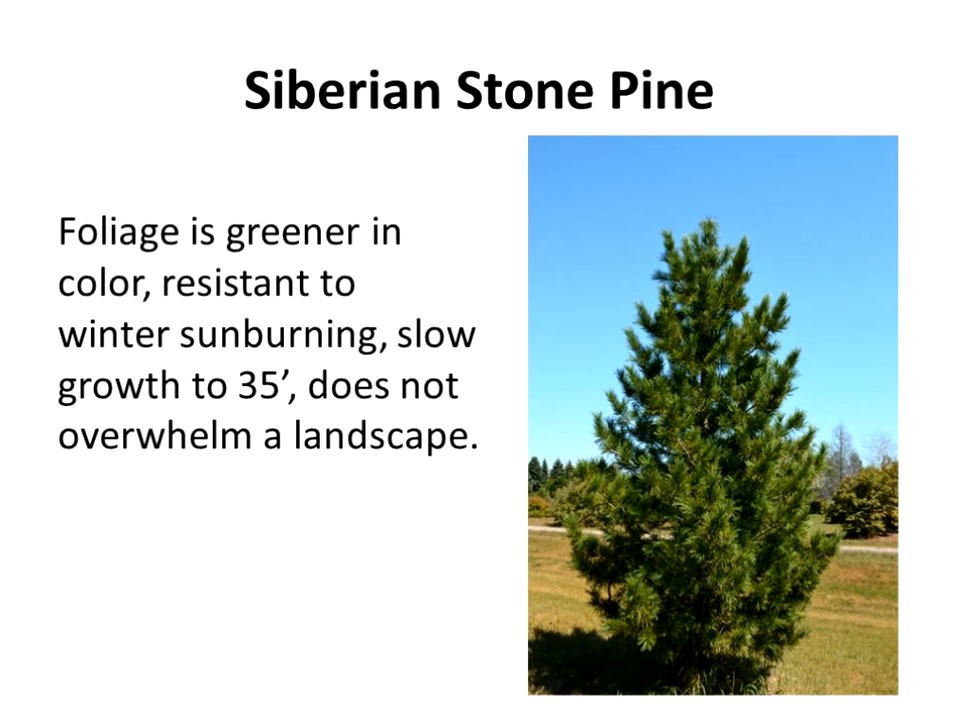 Siberian Stone Pine
Foliage is greener in
color, resistant to
winter sunburning, slow
growth to 35’, does not
overwhelm a landscape.